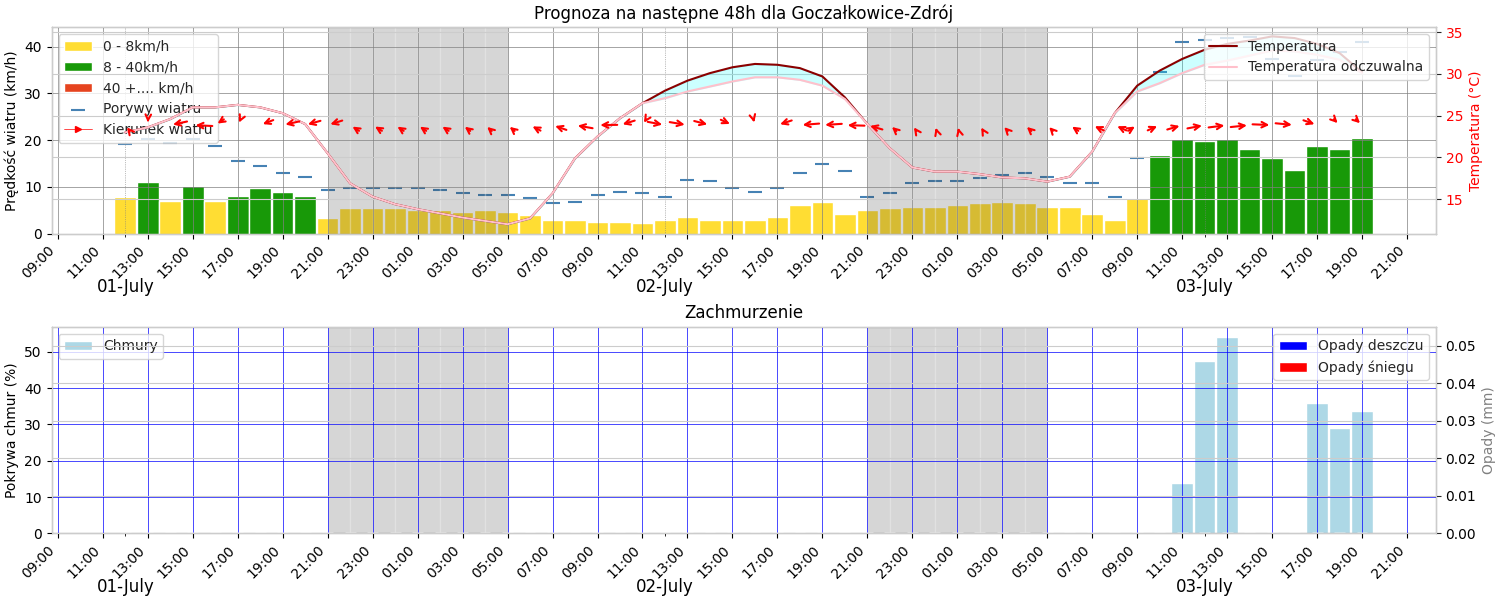 Prognoza na następne 48h dla Goczałkowice-Zdrój
Prędkość wiatru (km/h)
40
30
20
10
0
0 - 8km/h
8 - 40km/h
40 +.... km/h
Porywy wiatru
Kierunek wiatru
Temperatura
Temperatura odczuwalna
35
30
25
20
15
Temperatura (°C)
09:00 11:00 13:00 15:00 17:00 19:00 21:00 23:00 01:00 03:00 05:00 07:00 09:00 11:00 13:00 15:00 17:00 19:00 21:00 23:00 01:00 03:00 05:00 07:00 09:00 11:00 13:00 15:00 17:00 19:00 21:00
01-July 02-July 03-July
Zachmurzenie
Pokrywa chmur (%)
50
40
30
20
10
0
Chmury
Opady deszczu
Opady śniegu
0.05
0.04
0.03
0.02
0.01
0.00
Opady (mm)
09:00 11:00 13:00 15:00 17:00 19:00 21:00 23:00 01:00 03:00 05:00 07:00 09:00 11:00 13:00 15:00 17:00 19:00 21:00 23:00 01:00 03:00 05:00 07:00 09:00 11:00 13:00 15:00 17:00 19:00 21:00
01-July 02-July 03-July